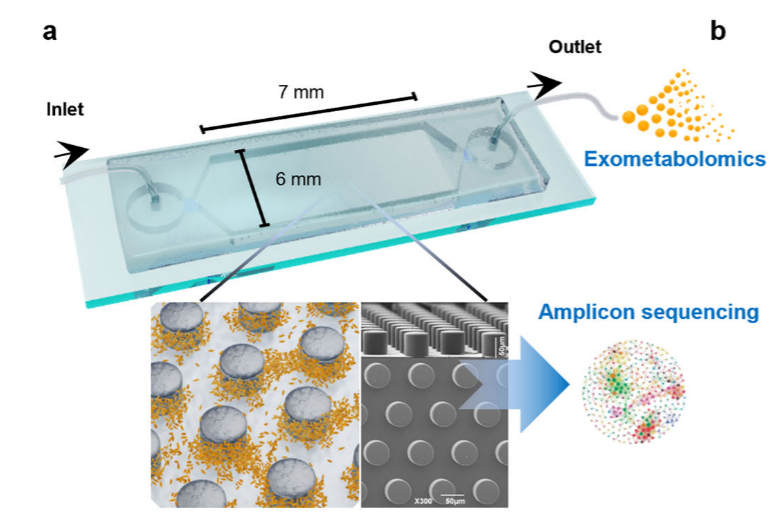 a
b
Outlet
7 mm
Inlet
6 mm
Exometabolomics
Amplicon sequencing
50µm
X300 50µm